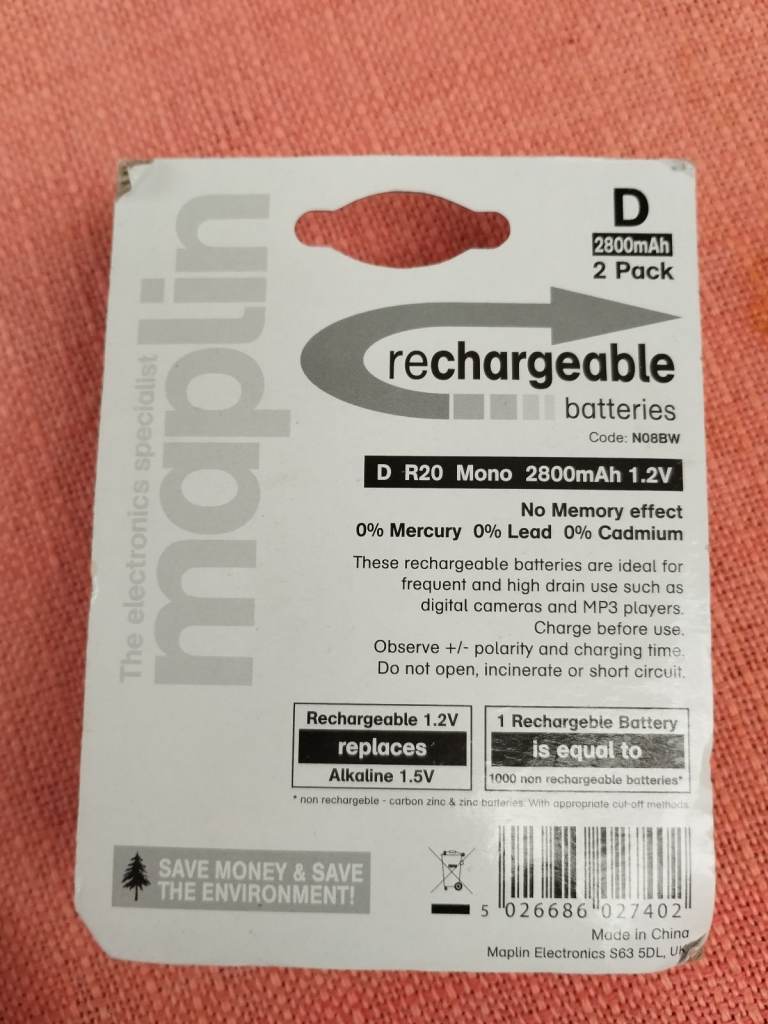 maplin
The electronics specialist
D
2800mAh
2 Pack
rechargeable
batteries
Code: N08BW
D R20 Mono 2800mAh 1.2V
No Memory effect
0% Mercury 0% Lead 0% Cadmium
These rechargeable batteries are ideal for
frequent and high drain use such as
digital cameras and MP3 players.
Charge before use.
Observe +/- polarity and charging time.
Do not open, incinerate or short circuit.
Rechargeable 1.2V
replaces
Alkaline 1.5V
1 Rechargeble Battery
is equal to
1000 non rechargeable batteries*
* non rechargeble - carbon zinc & zinc batteries. With appropriate cut-off methods
SAVE MONEY & SAVE
THE ENVIRONMENT!
5 026686 027402
Made in China
Maplin Electronics S63 5DL, UK